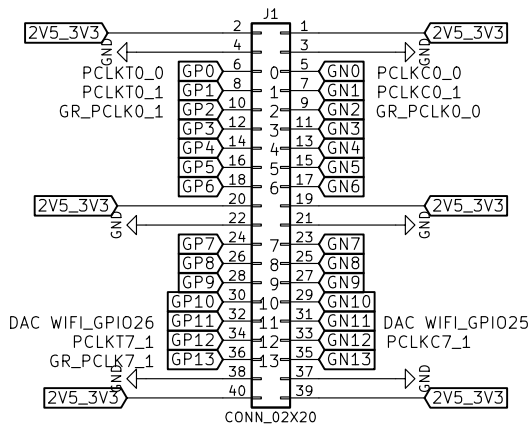 J1
2V5_3V3 2 1 2V5_3V3
GND 4 3 GND
PCLKT0_0 GP0 6 0 5 GN0 PCLKC0_0
PCLKT0_1 GP1 8 1 7 GN1 PCLKC0_1
GR_PCLK0_1 GP2 10 2 9 GN2 GR_PCLK0_0
GP3 12 3 11 GN3
GP4 14 4 13 GN4
GP5 16 5 15 GN5
GP6 18 6 17 GN6
2V5_3V3 20 19 2V5_3V3
GND 22 21 GND
GP7 24 7 23 GN7
GP8 26 8 25 GN8
GP9 28 9 27 GN9
GP10 30 10 29 GN10
DAC WIFI_GPIO26 GP11 32 11 31 GN11 DAC WIFI_GPIO25
PCLKT7_1 GP12 34 12 33 GN12 PCLKC7_1
GR_PCLK7_1 GP13 36 13 35 GN13
GND 38 37 GND
2V5_3V3 40 39 2V5_3V3
CONN_02X20